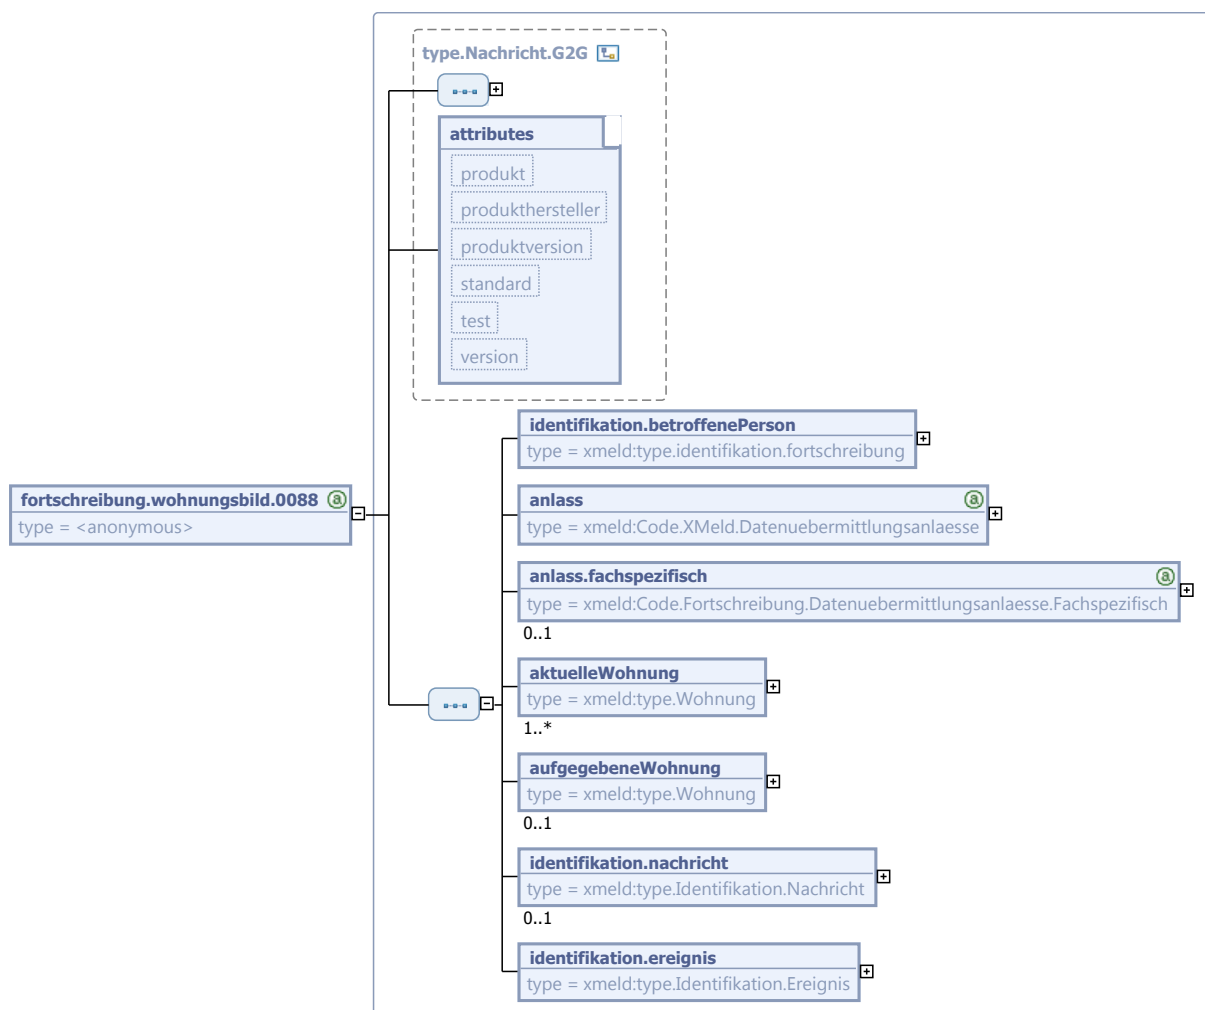 type.Nachricht.G2G
attributes
produkt
produkthersteller
produktversion
standard
test
version
identifikation.betroffenePerson
type = xmeld:type.identifikation.fortschreibung
fortschreibung.wohnungsbild.0088
type = <anonymous>
anlass
type = xmeld:Code.XMeld.Datenuebermittlungsanlaesse
anlass.fachspezifisch
type = xmeld:Code.Fortschreibung.Datenuebermittlungsanlaesse.Fachspezifisch
0..1
aktuelleWohnung
type = xmeld:type.Wohnung
1..*
aufgegebeneWohnung
type = xmeld:type.Wohnung
0..1
identifikation.nachricht
type = xmeld:type.Identifikation.Nachricht
0..1
identifikation.ereignis
type = xmeld:type.Identifikation.Ereignis